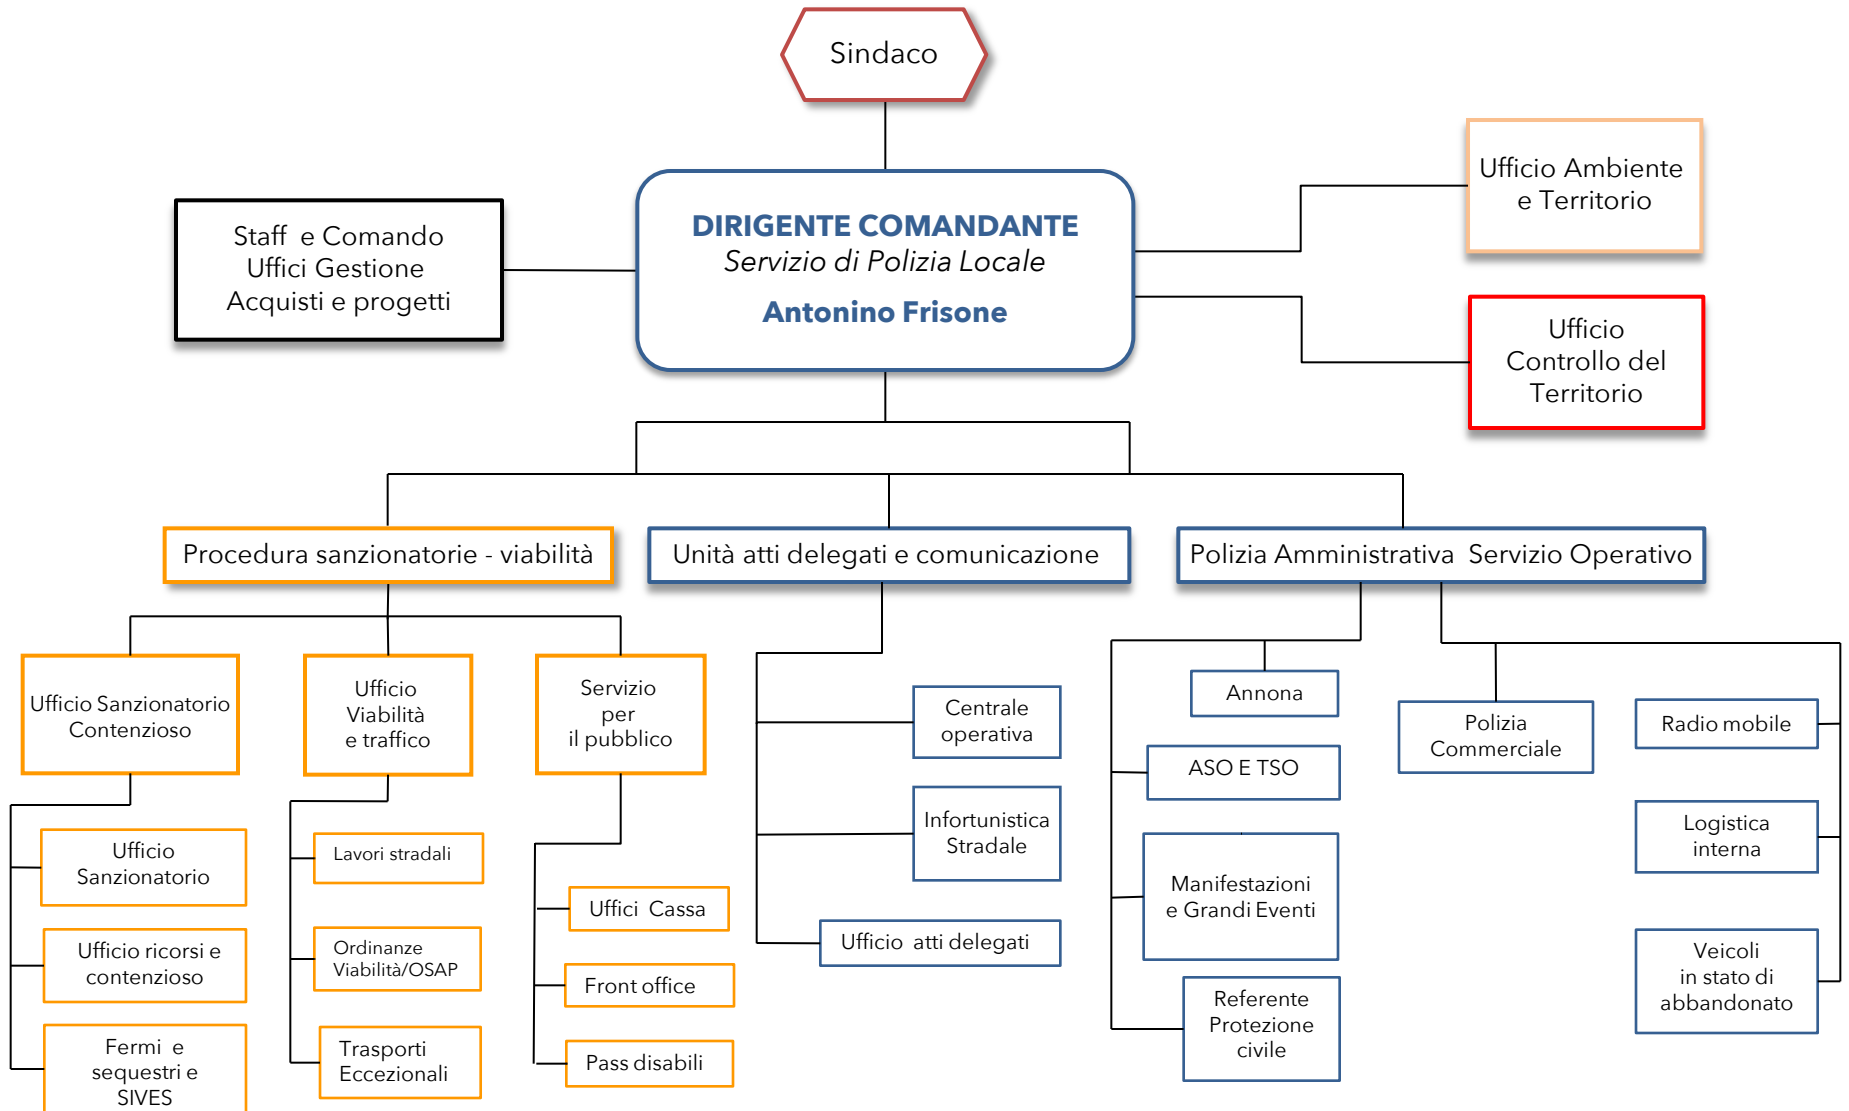 Sindaco
Ufficio Ambiente
e Territorio
DIRIGENTE COMANDANTE
Servizio di Polizia Locale
Antonino Frisone
Staff e Comando
Uffici Gestione
Acquisti e progetti
Ufficio
Controllo del
Territorio
Procedura sanzionatorie - viabilità
Unità atti delegati e comunicazione
Polizia Amministrativa Servizio Operativo
Ufficio Sanzionatorio
Contenzioso
Ufficio
Viabilità
e traffico
Servizio
per
il pubblico
Ufficio
Sanzionatorio
Ufficio ricorsi e
contenzioso
Fermi e
sequestri e
SIVES
Lavori stradali
Ordinanze
Viabilità/OSAP
Trasporti
Eccezionali
Uffici Cassa
Front office
Pass disabili
Centrale
operativa
Infortunistica
Stradale
Ufficio atti delegati
Annona
ASO E TSO
Manifestazioni
e Grandi Eventi
Referente
Protezione
civile
Polizia
Commerciale
Radio mobile
Logistica
interna
Veicoli
in stato di
abbandonato